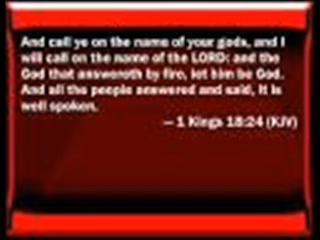 And call ye on the name of your gods, and I
will call on the name of the LORD: and the
God that answereth by fire, let him be God.
And all the people answered and said, It is
well spoken.
— 1 Kings 18:24 (KJV)